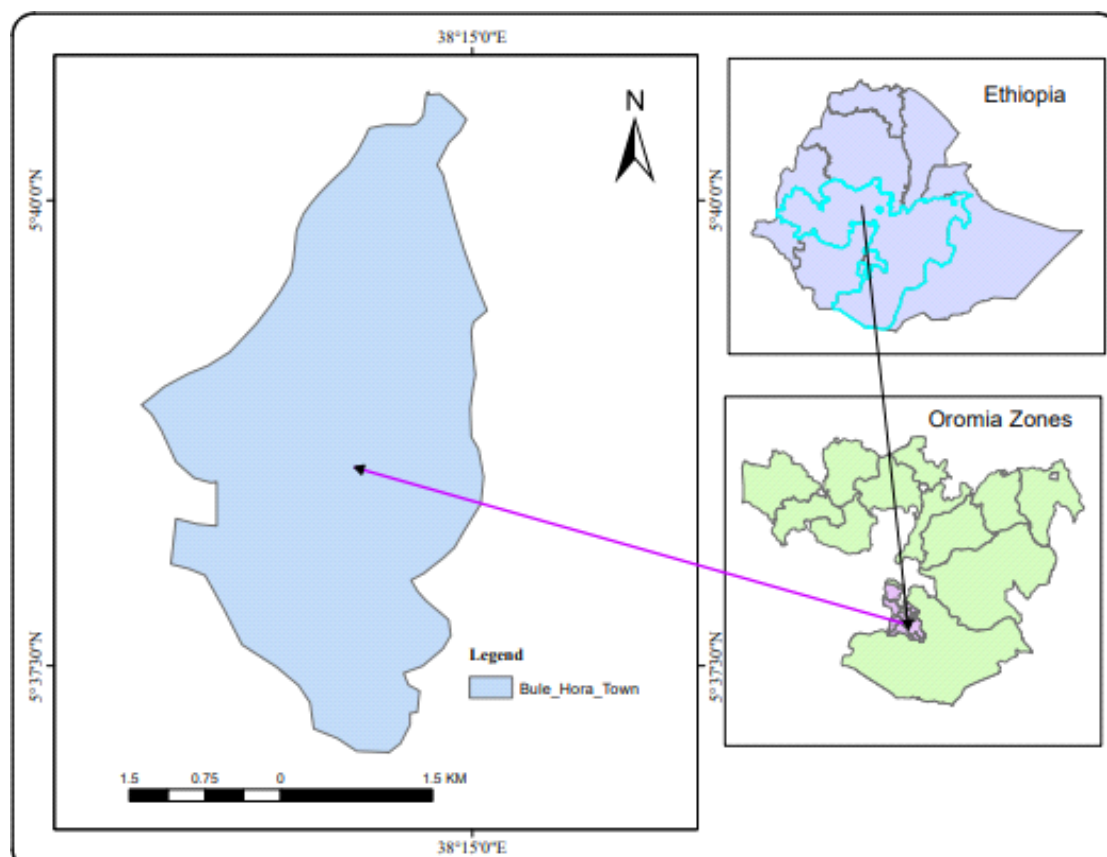 38°15'0"E
N
5°40'0"N
5°40'0"N
Ethiopia
Oromia Zones
5°37'30"N
5°37'30"N
Legend
Bule_Hora_Town
1.5 0.75 0 1.5 KM
38°15'0"E